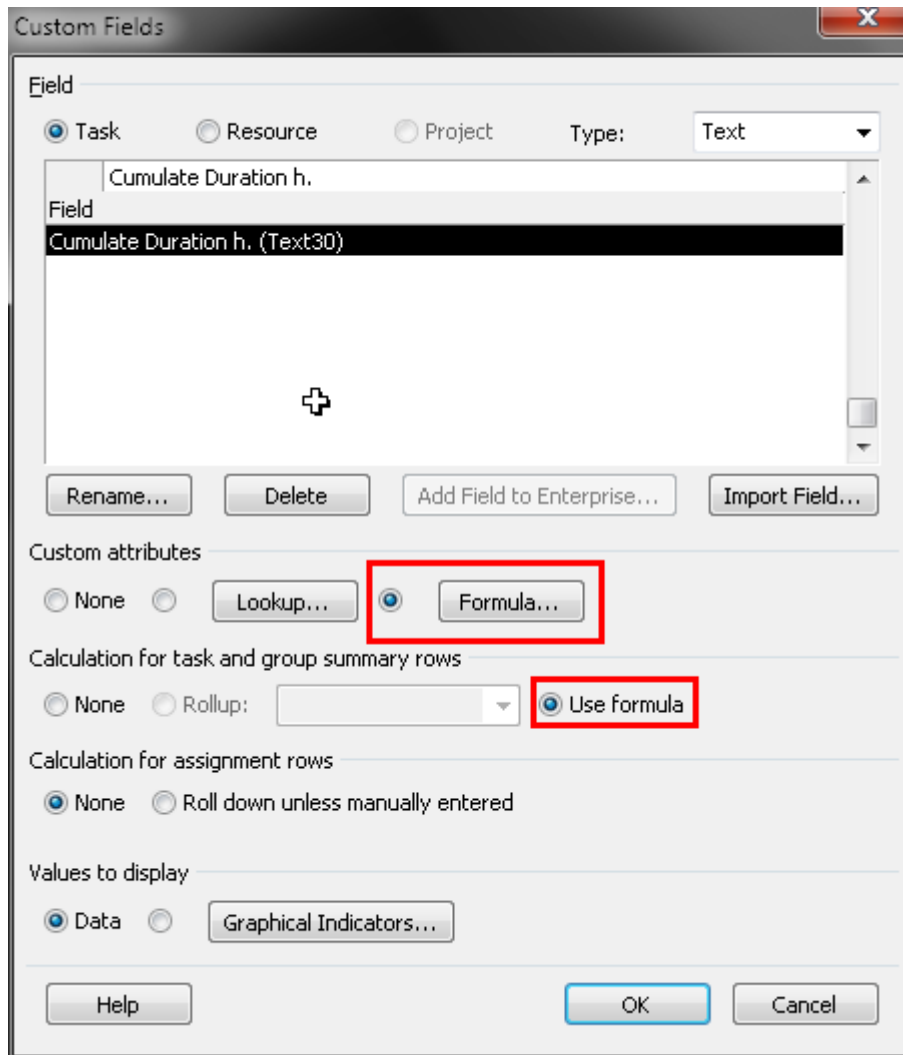 Custom Fields
Field
Task Resource Project Type: Text
Cumulate Duration h.
Field
Cumulate Duration h. (Text30)
Rename... Delete Add Field to Enterprise... Import Field...
Custom attributes
None Lookup... Formula...
Calculation for task and group summary rows
None Rollup: Use formula
Calculation for assignment rows
None Roll down unless manually entered
Values to display
Data Graphical Indicators...
Help OK Cancel